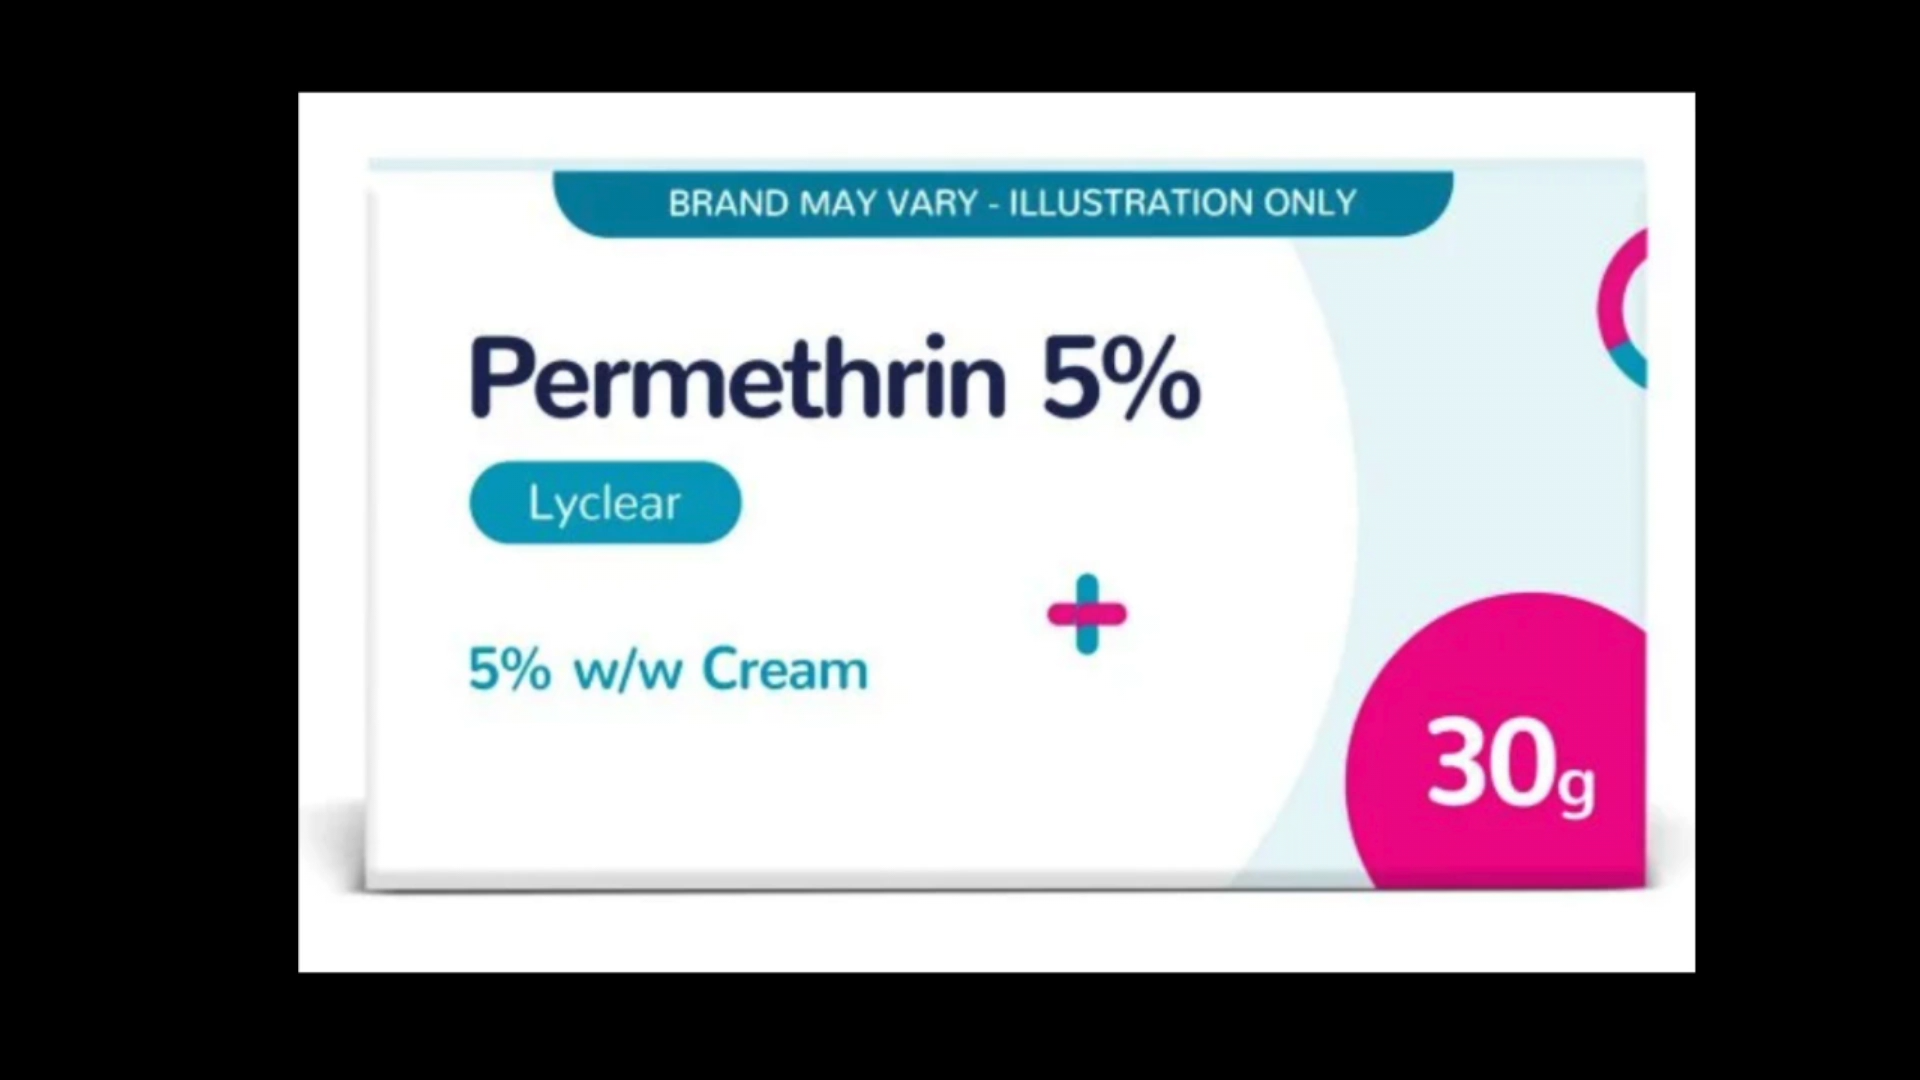 BRAND MAY VARY - ILLUSTRATION ONLY
Permethrin 5%
Lyclear
5% w/w Cream
30g